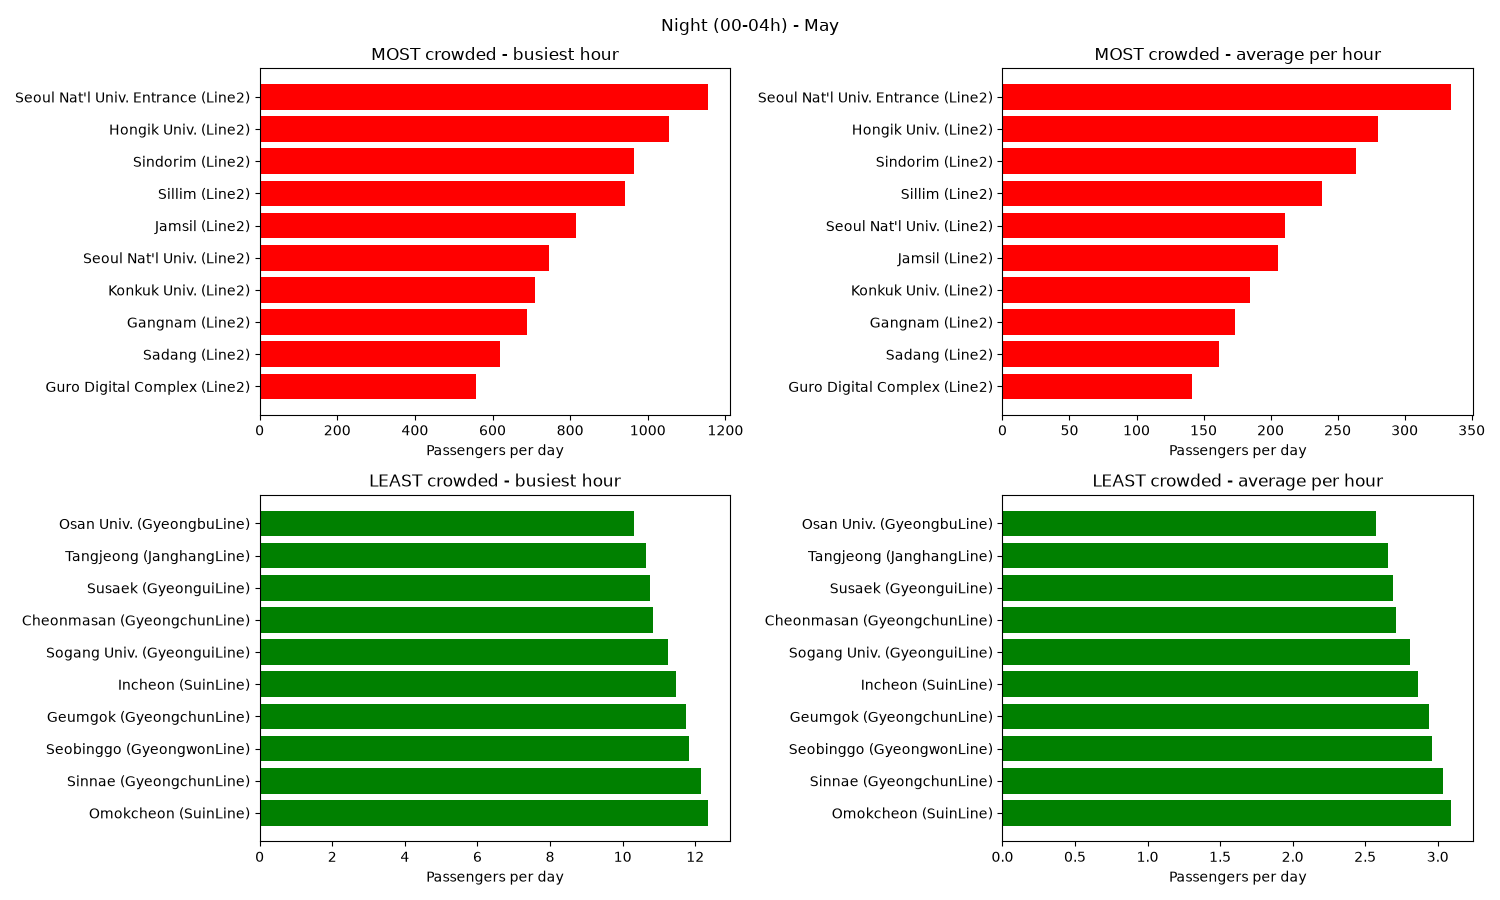 Night (00-04h) - May
MOST crowded - busiest hour
Seoul Nat'l Univ. Entrance (Line2)
Hongik Univ. (Line2)
Sindorim (Line2)
Sillim (Line2)
Jamsil (Line2)
Seoul Nat'l Univ. (Line2)
Konkuk Univ. (Line2)
Gangnam (Line2)
Sadang (Line2)
Guro Digital Complex (Line2)
0 200 400 600 800 1000 1200
Passengers per day
MOST crowded - average per hour
Seoul Nat'l Univ. Entrance (Line2)
Hongik Univ. (Line2)
Sindorim (Line2)
Sillim (Line2)
Seoul Nat'l Univ. (Line2)
Jamsil (Line2)
Konkuk Univ. (Line2)
Gangnam (Line2)
Sadang (Line2)
Guro Digital Complex (Line2)
0 50 100 150 200 250 300 350
Passengers per day
LEAST crowded - busiest hour
Osan Univ. (GyeongbuLine)
Tangjeong (JanghangLine)
Susaek (GyeonguiLine)
Cheonmasan (GyeongchunLine)
Sogang Univ. (GyeonguiLine)
Incheon (SuinLine)
Geumgok (GyeongchunLine)
Seobinggo (GyeongwonLine)
Sinnae (GyeongchunLine)
Omokcheon (SuinLine)
0 2 4 6 8 10 12
Passengers per day
LEAST crowded - average per hour
Osan Univ. (GyeongbuLine)
Tangjeong (JanghangLine)
Susaek (GyeonguiLine)
Cheonmasan (GyeongchunLine)
Sogang Univ. (GyeonguiLine)
Incheon (SuinLine)
Geumgok (GyeongchunLine)
Seobinggo (GyeongwonLine)
Sinnae (GyeongchunLine)
Omokcheon (SuinLine)
0.0 0.5 1.0 1.5 2.0 2.5 3.0
Passengers per day